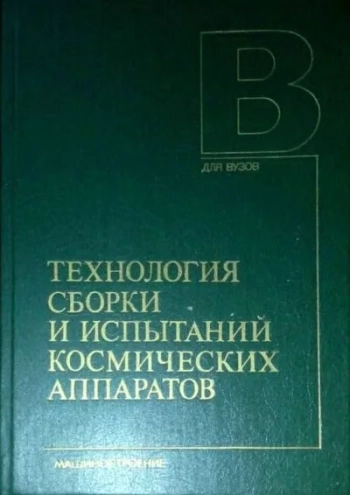 В
ДЛЯ ВУЗОВ
ТЕХНОЛОГИЯ
СБОРКИ
И ИСПЫТАНИЙ
КОСМИЧЕСКИХ
АППАРАТОВ
МАШИНОСТРОЕНИЕ